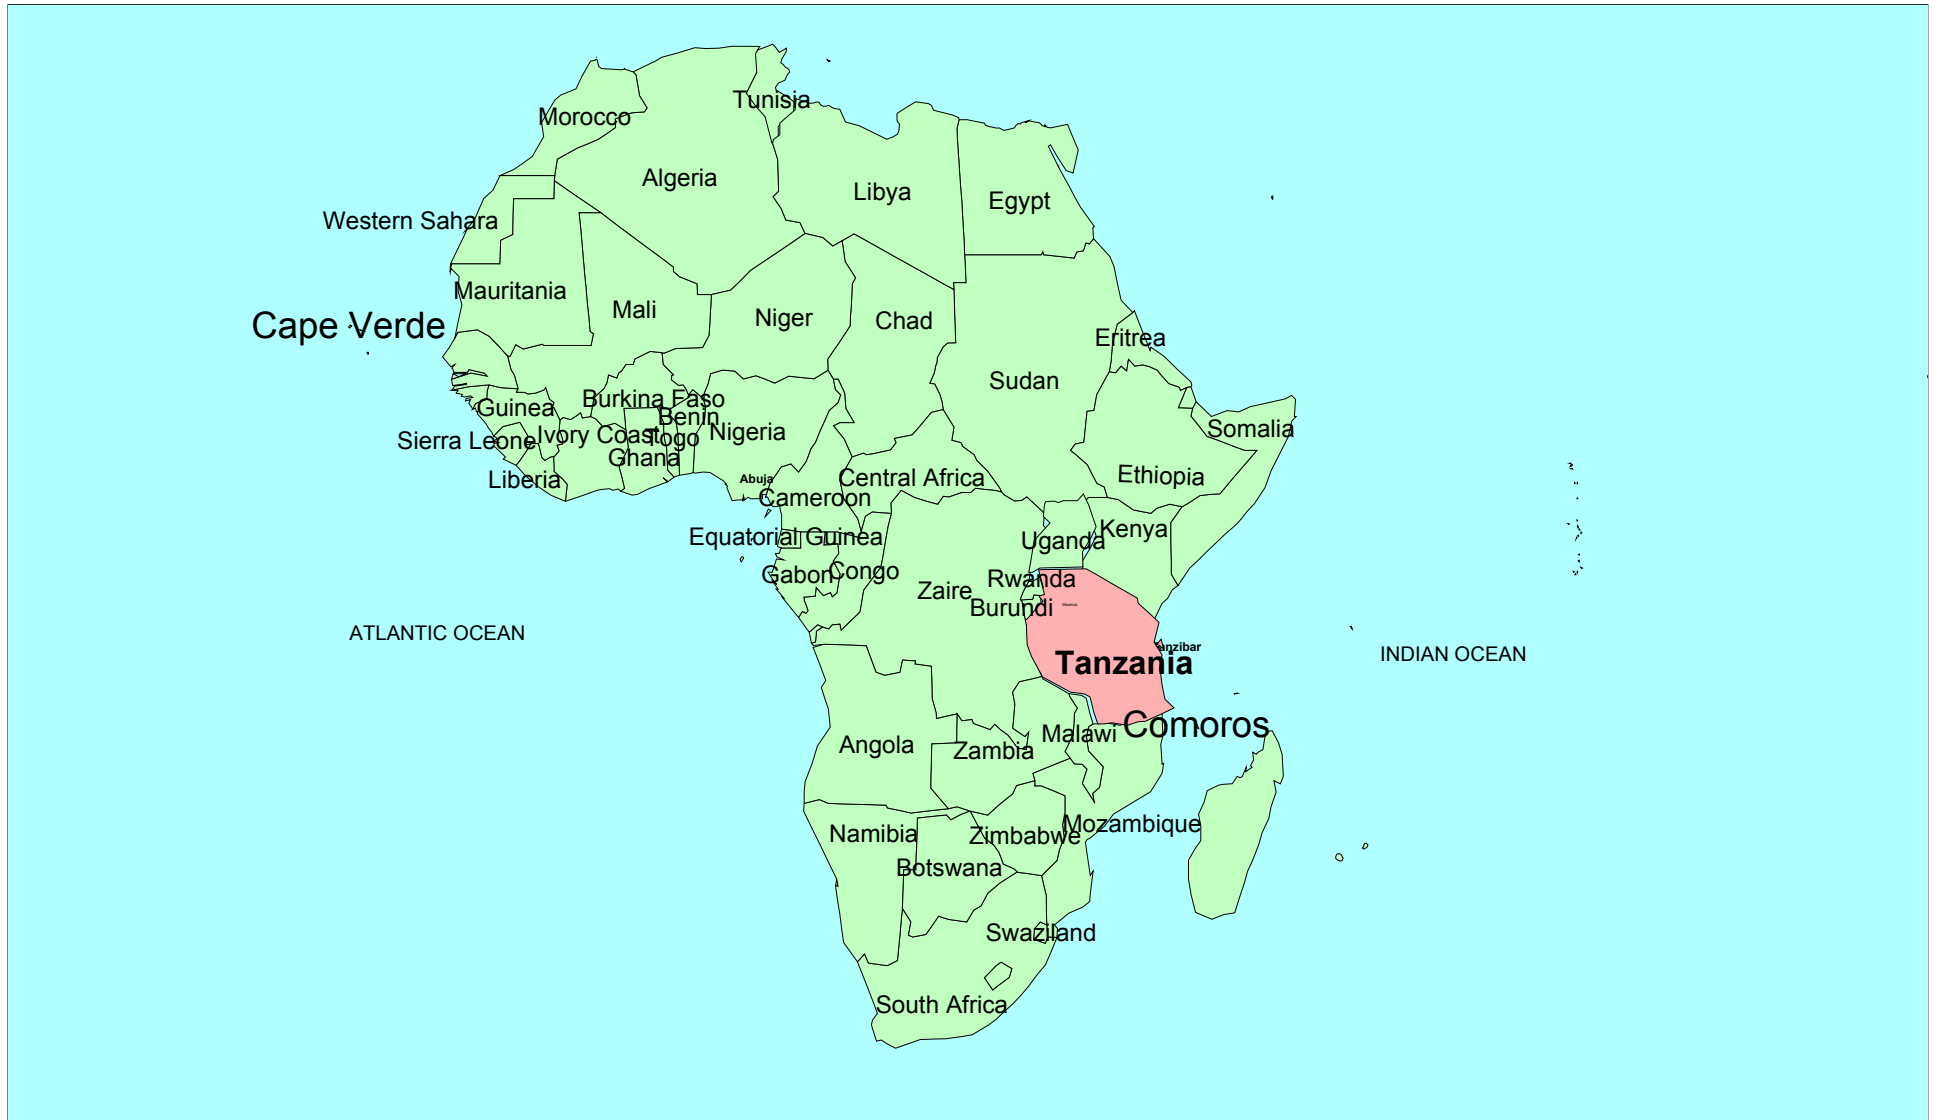 Tunisia
Morocco
Algeria
Libya
Egypt
Western Sahara
Mauritania
Mali
Niger
Chad
Cape Verde
Eritrea
Sudan
Burkina Faso
Guinea
Benin
Somalia
Nigeria
Ivory Coast
Togo
Sierra Leone
Ghana
Ethiopia
Central Africa
Liberia
Abuja
Cameroon
Kenya
Equatorial Guinea
Uganda
Congo
Gabon
Rwanda
Zaire
Burundi
ATLANTIC OCEAN
anzibar
INDIAN OCEAN
Tanzania
Comoros
Malawi
Angola
Zambia
Mozambique
Namibia
Zimbabwe
Botswana
Swaziland
South Africa